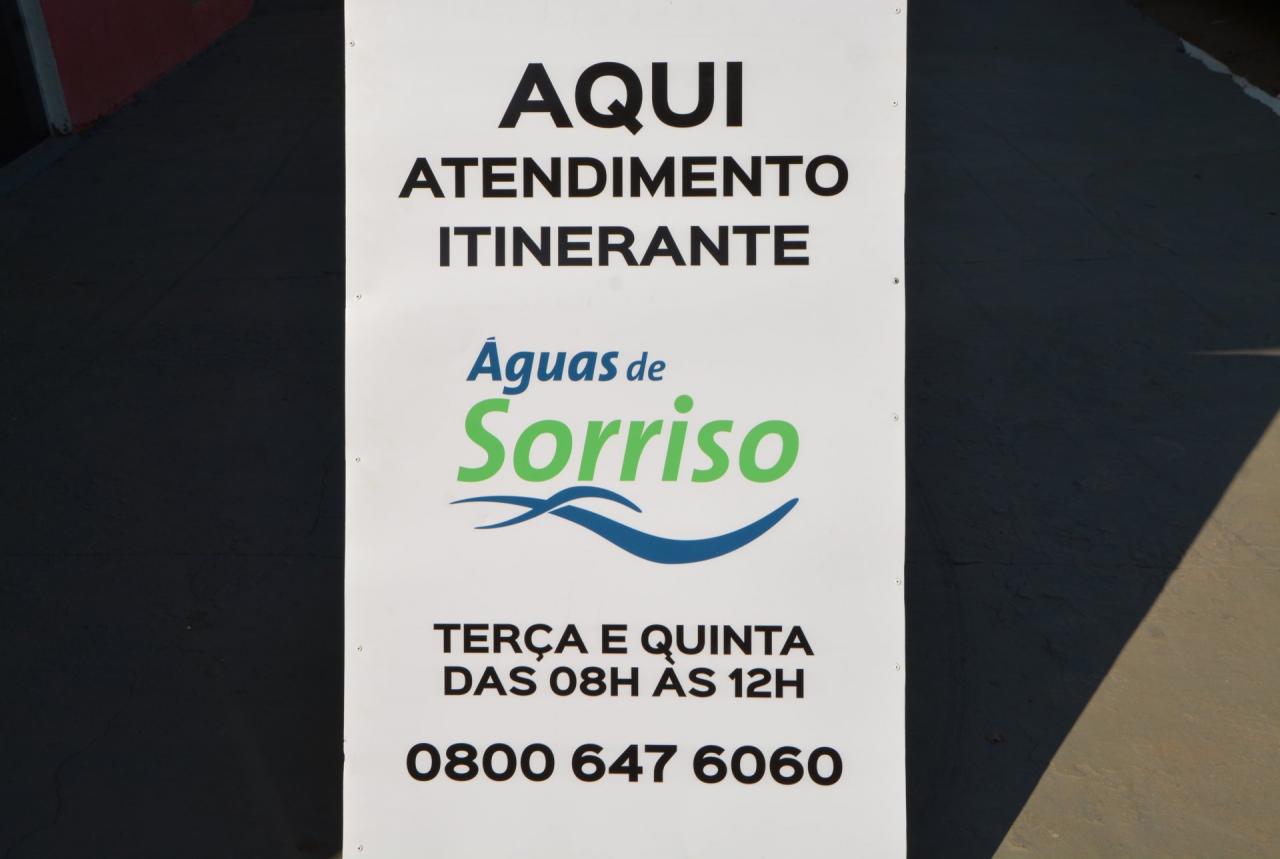 AQUI
ATENDIMENTO
ITINERANTE
Águas de
Sorriso
TERÇA E QUINTA
DAS 08H ÀS 12H
0800 647 6060